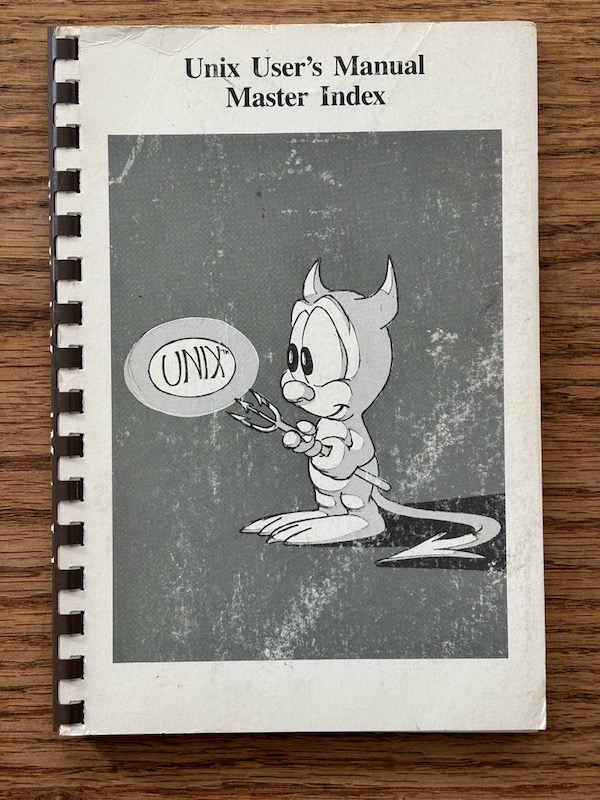 Unix User's Manual
Master Index
UNIX™